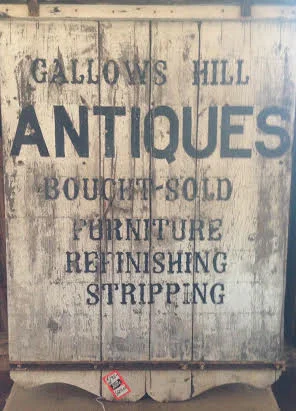 GALLOWS HILL
ANTIQUES
BOUGHT-SOLD
FURNITURE
REFINISHING
STRIPPING